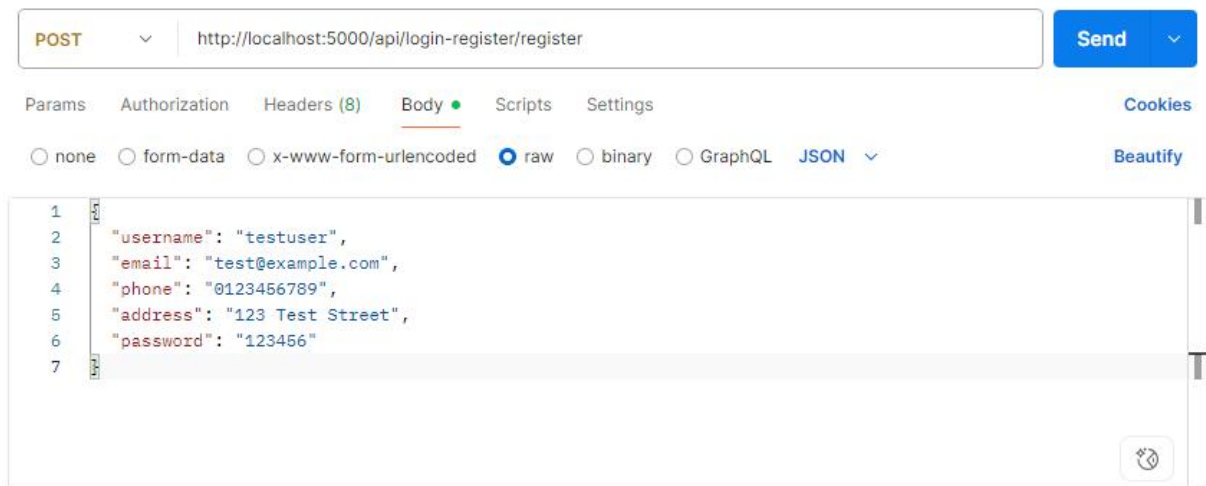 POST http://localhost:5000/api/login-register/register Send
Params Authorization Headers (8) Body Scripts Settings Cookies
none form-data x-www-form-urlencoded raw binary GraphQL JSON Beautify
1 {
2 "username": "testuser",
3 "email": "test@example.com",
4 "phone": "0123456789",
5 "address": "123 Test Street",
6 "password": "123456"
7 }